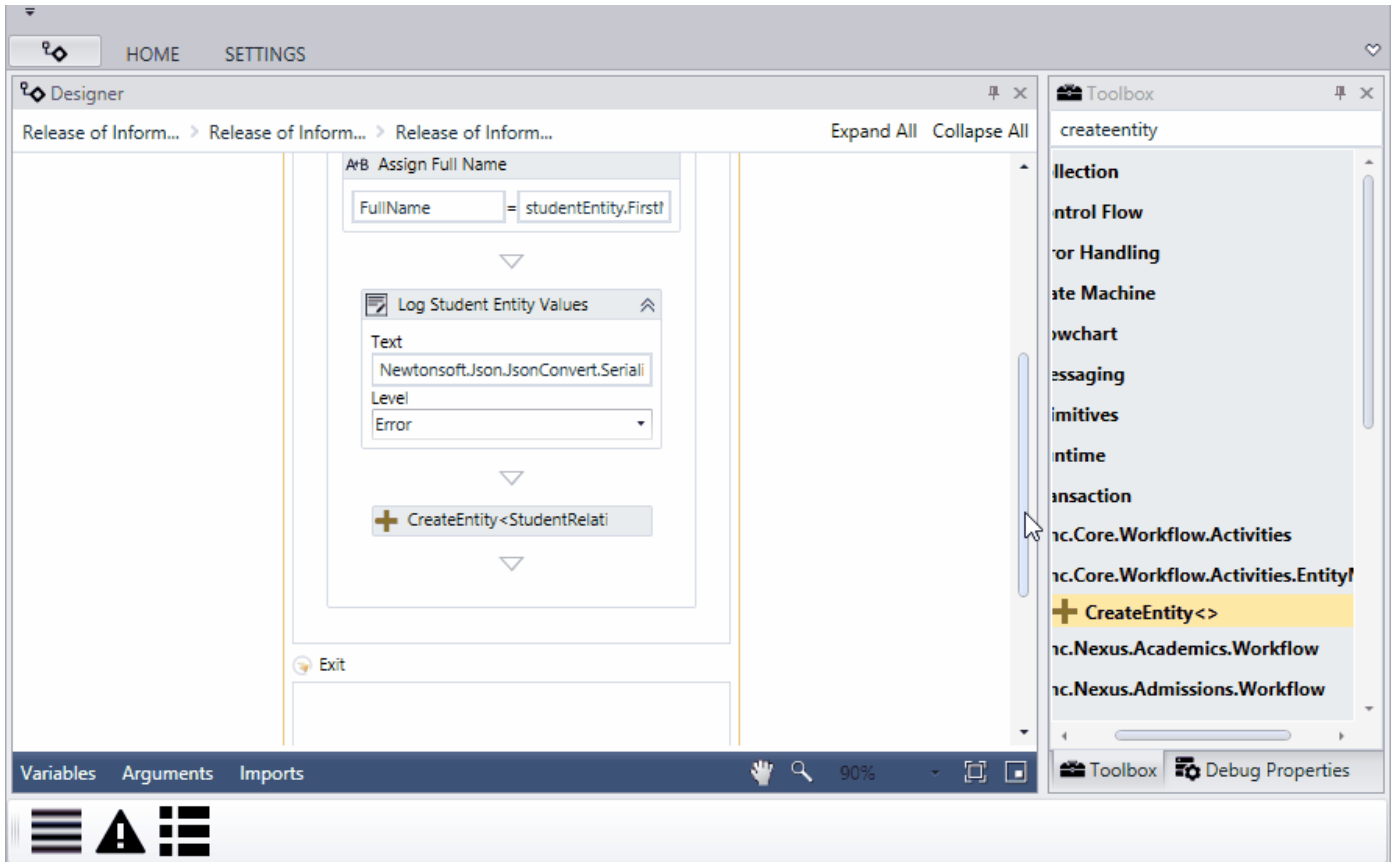 HOME SETTINGS
Designer
Release of Inform... > Release of Inform... > Release of Inform... Expand All Collapse All
A+B Assign Full Name
FullName = studentEntity.First
Log Student Entity Values
Text
Newtonsoft.Json.JsonConvert.Seriali
Level
Error
CreateEntity<StudentRelati
Exit
Variables Arguments Imports 90%
Toolbox
createentity
llection
ntrol Flow
ror Handling
ate Machine
owchart
essaging
imitives
untime
ansaction
nc.Core.Workflow.Activities
nc.Core.Workflow.Activities.Entity
CreateEntity<>
nc.Nexus.Academics.Workflow
nc.Nexus.Admissions.Workflow
Toolbox Debug Properties